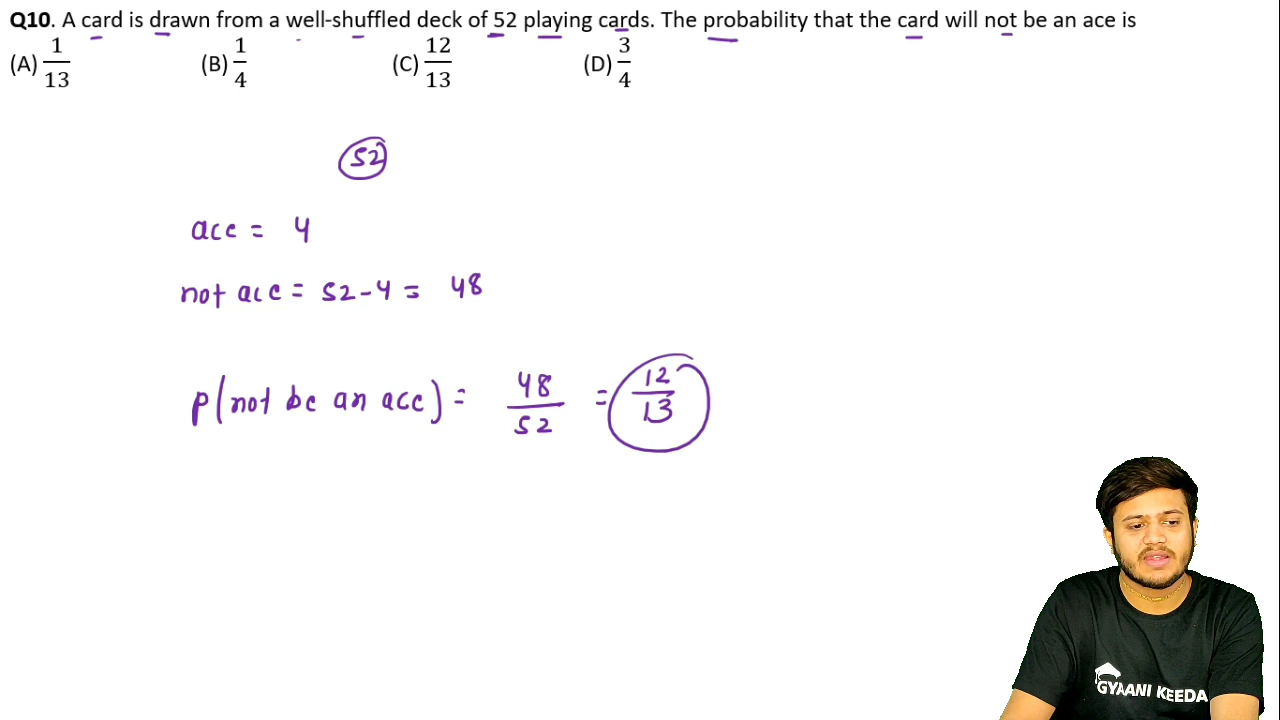 Q10. A card is drawn from a well-shuffled deck of 52 playing cards. The probability that the card will not be an ace is
(A) 1/13 (B) 1/4 (C) 12/13 (D) 3/4
52
ace = 4
not ace = 52-4 = 48
P(not be an ace) = 48/52 = 12/13
GYAANI KEEDA